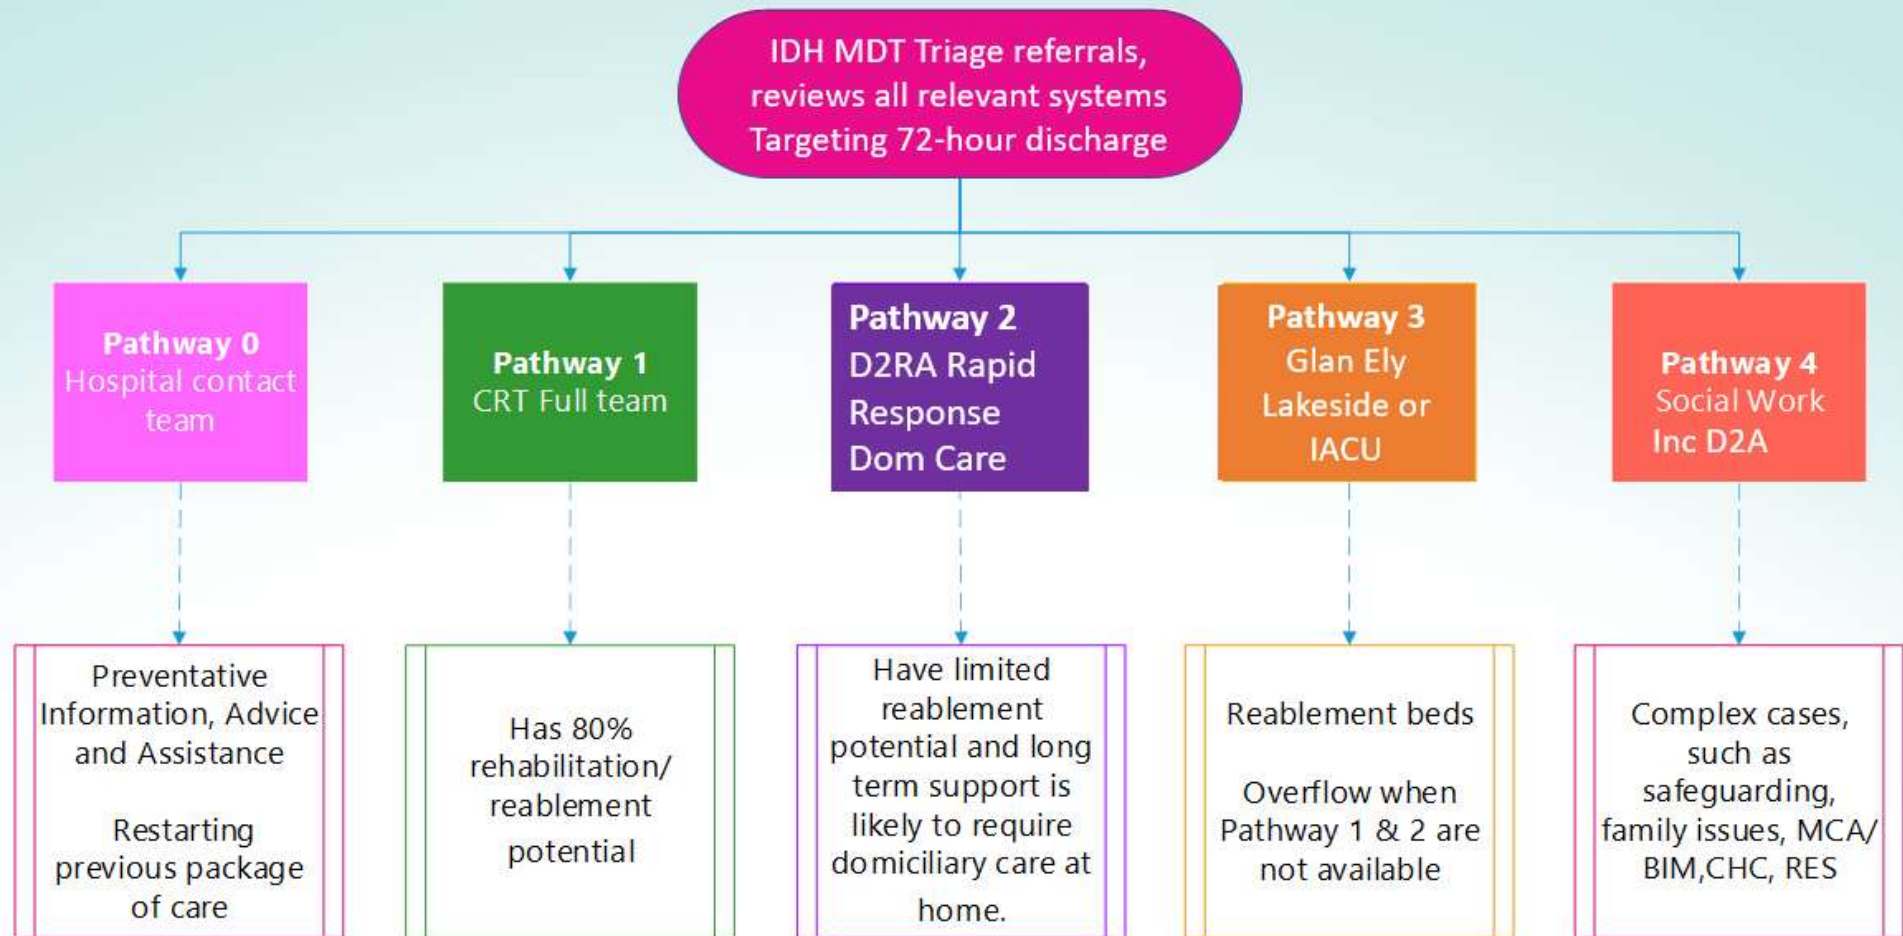 IDH MDT Triage referrals,
reviews all relevant systems
Targeting 72-hour discharge
Pathway 0
Hospital contact
team
Pathway 1
CRT Full team
Pathway 2
D2RA Rapid
Response
Dom Care
Pathway 3
Glan Ely
Lakeside or
IACU
Pathway 4
Social Work
Inc D2A
Preventative
Information, Advice
and Assistance
Restarting
previous package
of care
Has 80%
rehabilitation/
reablement
potential
Have limited
reablement
potential and long
term support is
likely to require
domiciliary care at
home.
Reablement beds
Overflow when
Pathway 1 & 2 are
not available
Complex cases,
such as
safeguarding,
family issues, MCA/
BIM,CHC, RES